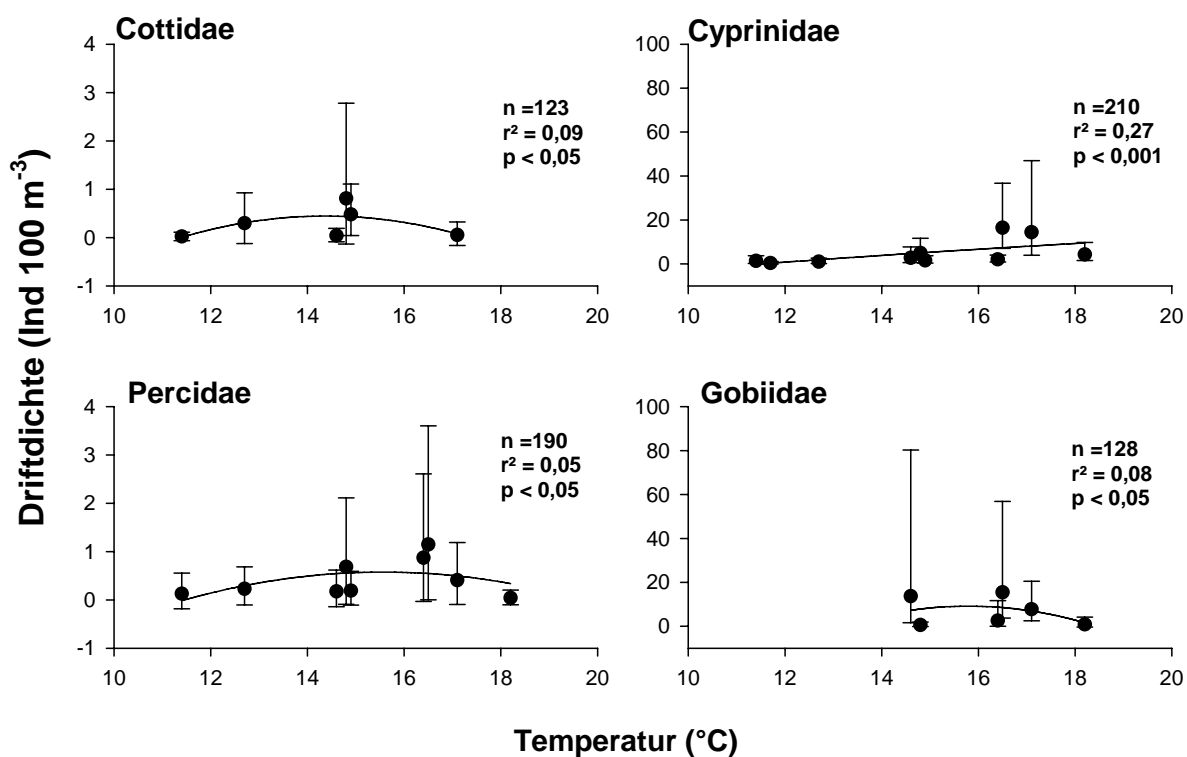 Driftdichte (Ind 100 m⁻³)
Cottidae
4
3
2
1
0
-1
10 12 14 16 18 20
n =123
r² = 0,09
p < 0,05
Cyprinidae
100
80
60
40
20
0
10 12 14 16 18 20
n =210
r² = 0,27
p < 0,001
Percidae
4
3
2
1
0
-1
10 12 14 16 18 20
n =190
r² = 0,05
p < 0,05
Gobiidae
100
80
60
40
20
0
10 12 14 16 18 20
n =128
r² = 0,08
p < 0,05
Temperatur (°C)